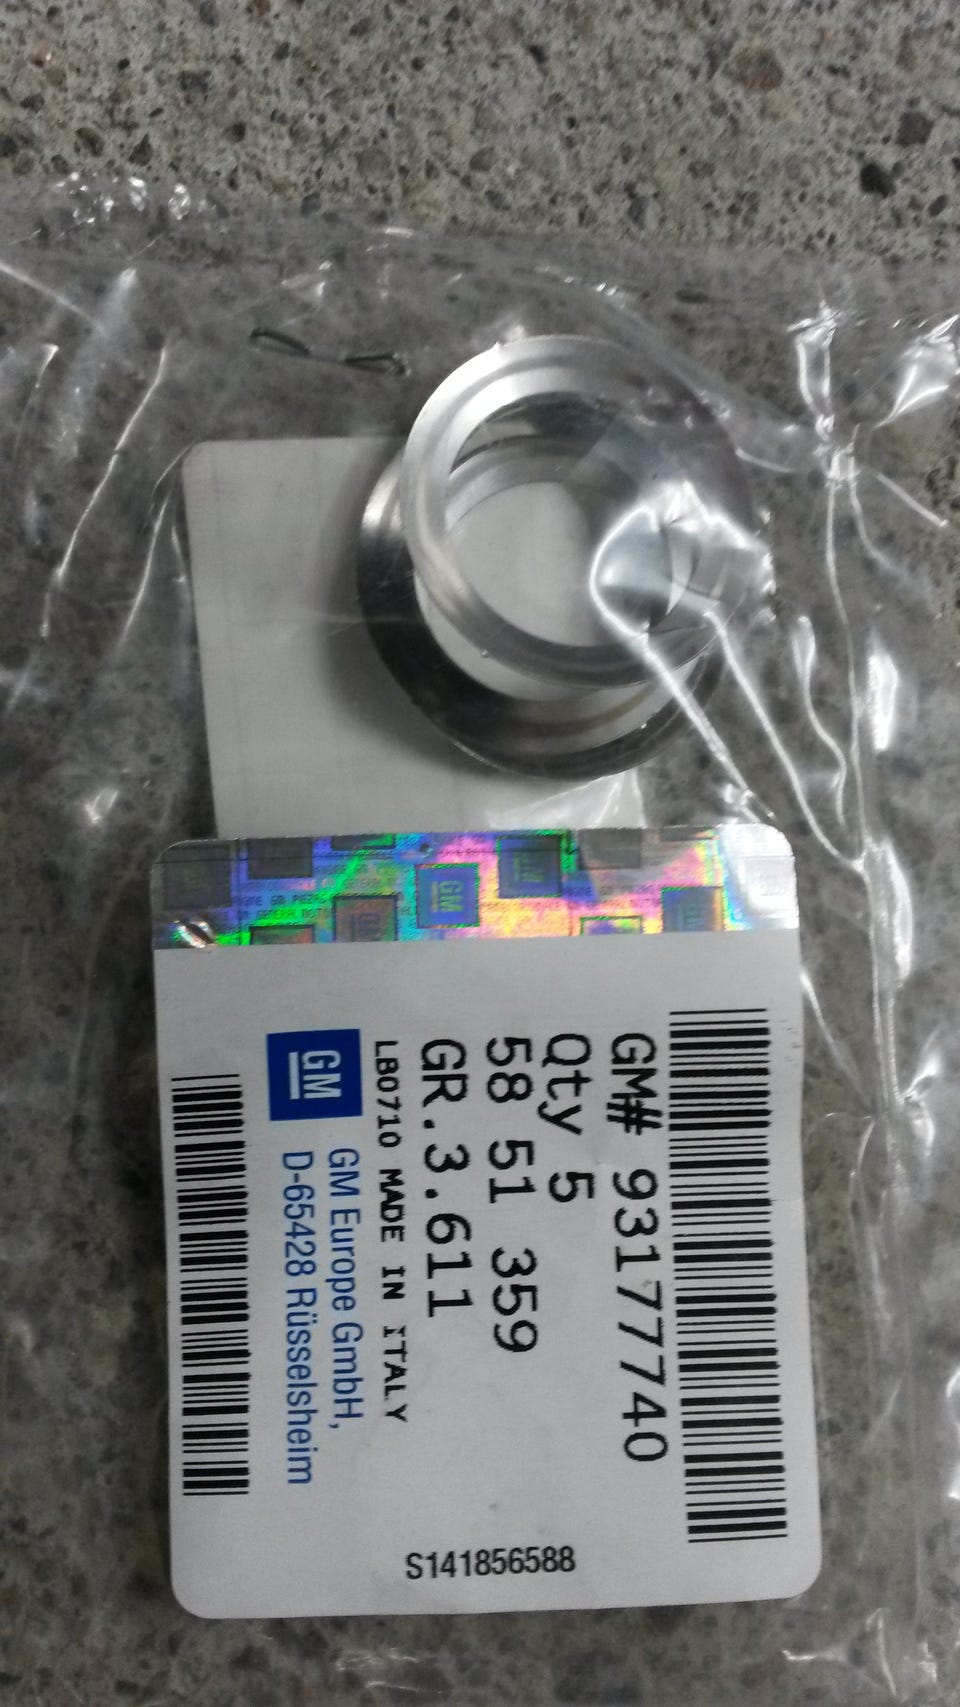 GM# 93177740
Qty 5
58 51 359
GR.3.611
LB0710 MADE IN ITALY
GM
GM Europe GmbH,
D-65428 Rüsselsheim
S141856588
GM